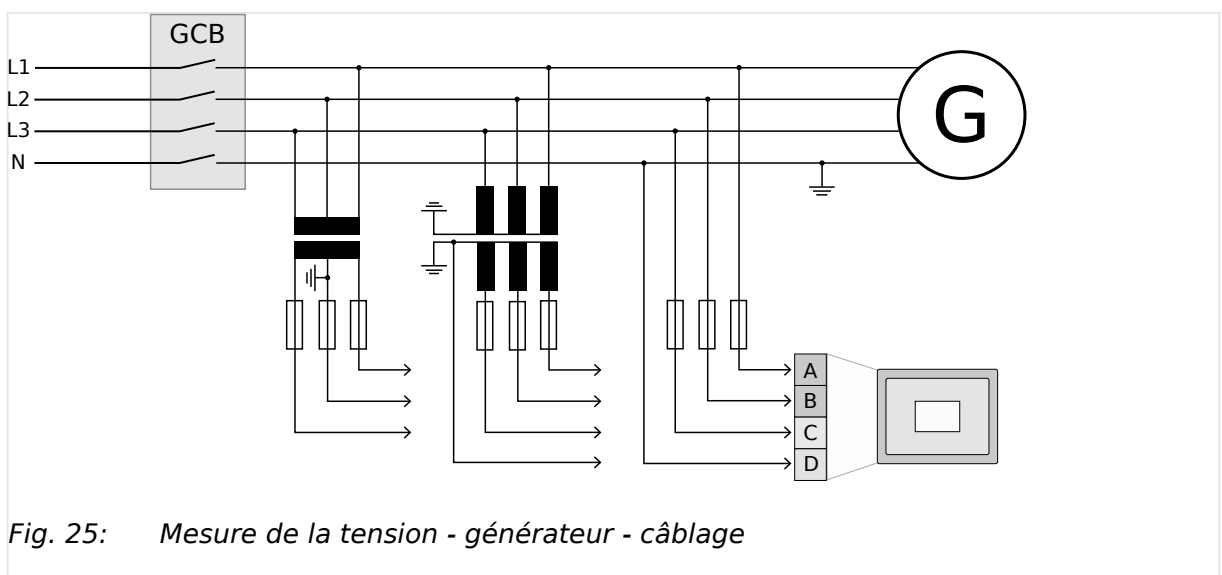 GCB
L1
L2
L3
N
G
A
B
C
D
Fig. 25: Mesure de la tension - générateur - câblage